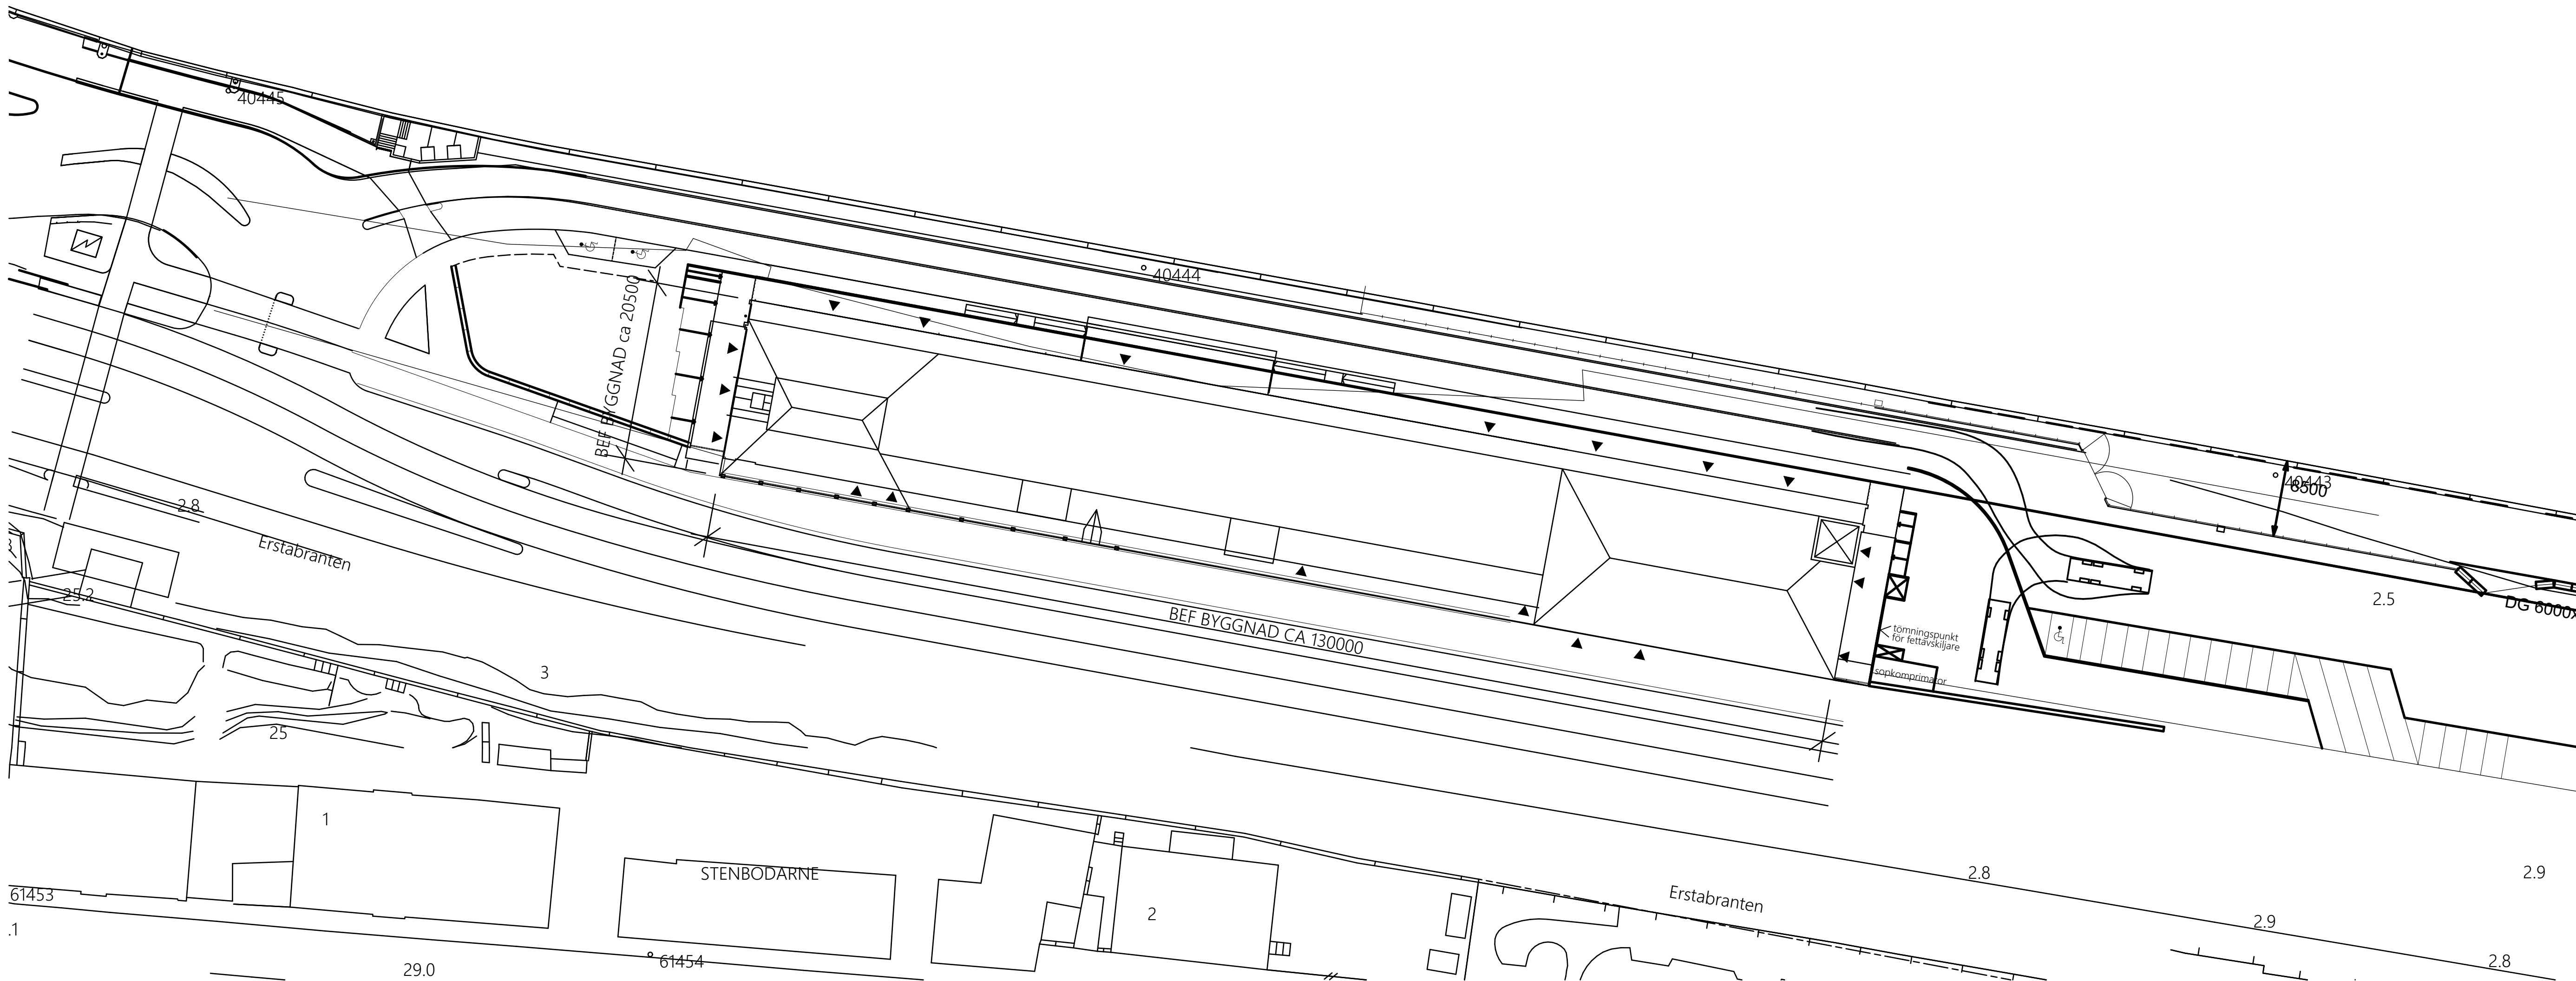 40445
40444
BEF BYGGNAD ca 20500
40443
8500
2.8
Erstabranten
25.2
2.5
DG 6000x
BEF BYGGNAD CA 130000
tömningspunkt
för fettavskiljare
sopkomprimator
3
25
1
STENBODARNE
2
Erstabranten
2.8
2.9
2.9
2.8
61453
.1
29.0
61454